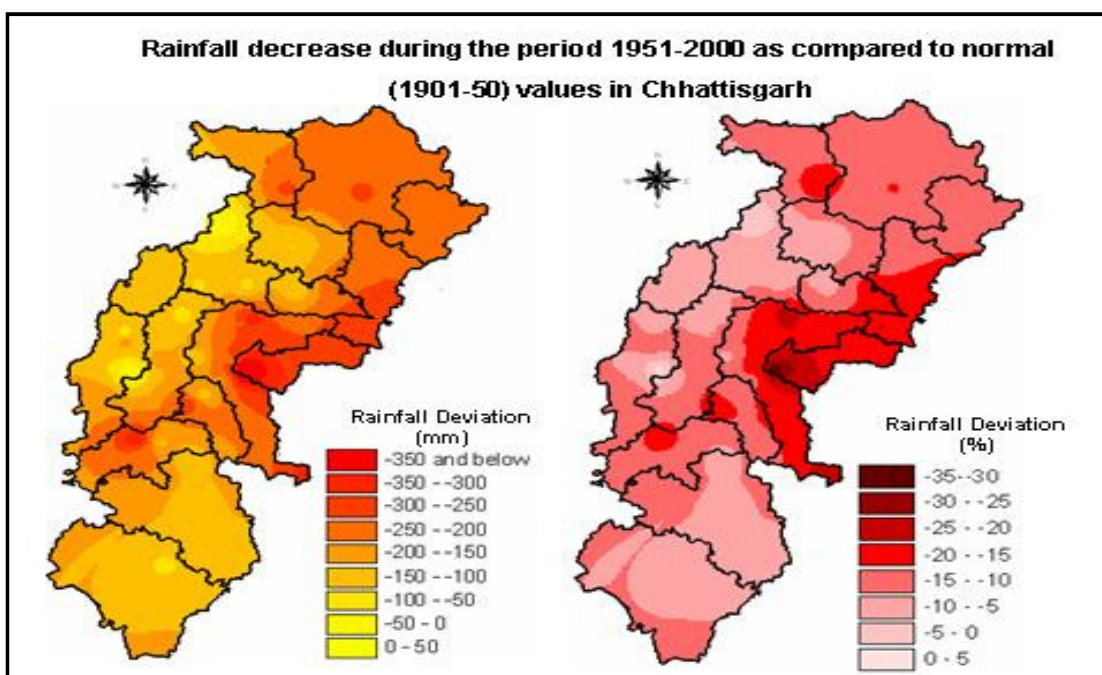 Rainfall decrease during the period 1951-2000 as compared to normal
(1901-50) values in Chhattisgarh
Rainfall Deviation
(mm)
-350 and below
-350 --300
-300 --250
-250 --200
-200 --150
-150 --100
-100 --50
-50 - 0
0 - 50
Rainfall Deviation
(%)
-35--30
-30 --25
-25 --20
-20 --15
-15 --10
-10 --5
-5 - 0
0 - 5